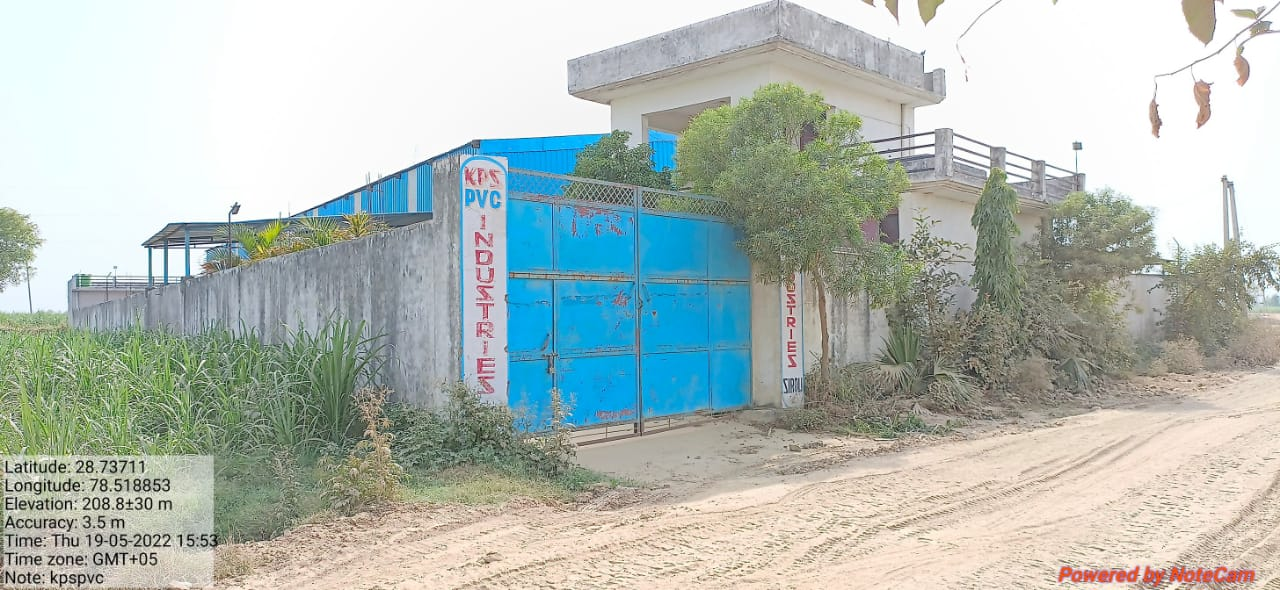 KPS
PVC
INDUSTRIES
STRIES
Latitude: 28.73711
Longitude: 78.518853
Elevation: 208.8±30 m
Accuracy: 3.5 m
Time: Thu 19-05-2022 15:53
Time zone: GMT+05
Note: kpspvc
Powered by NoteCam